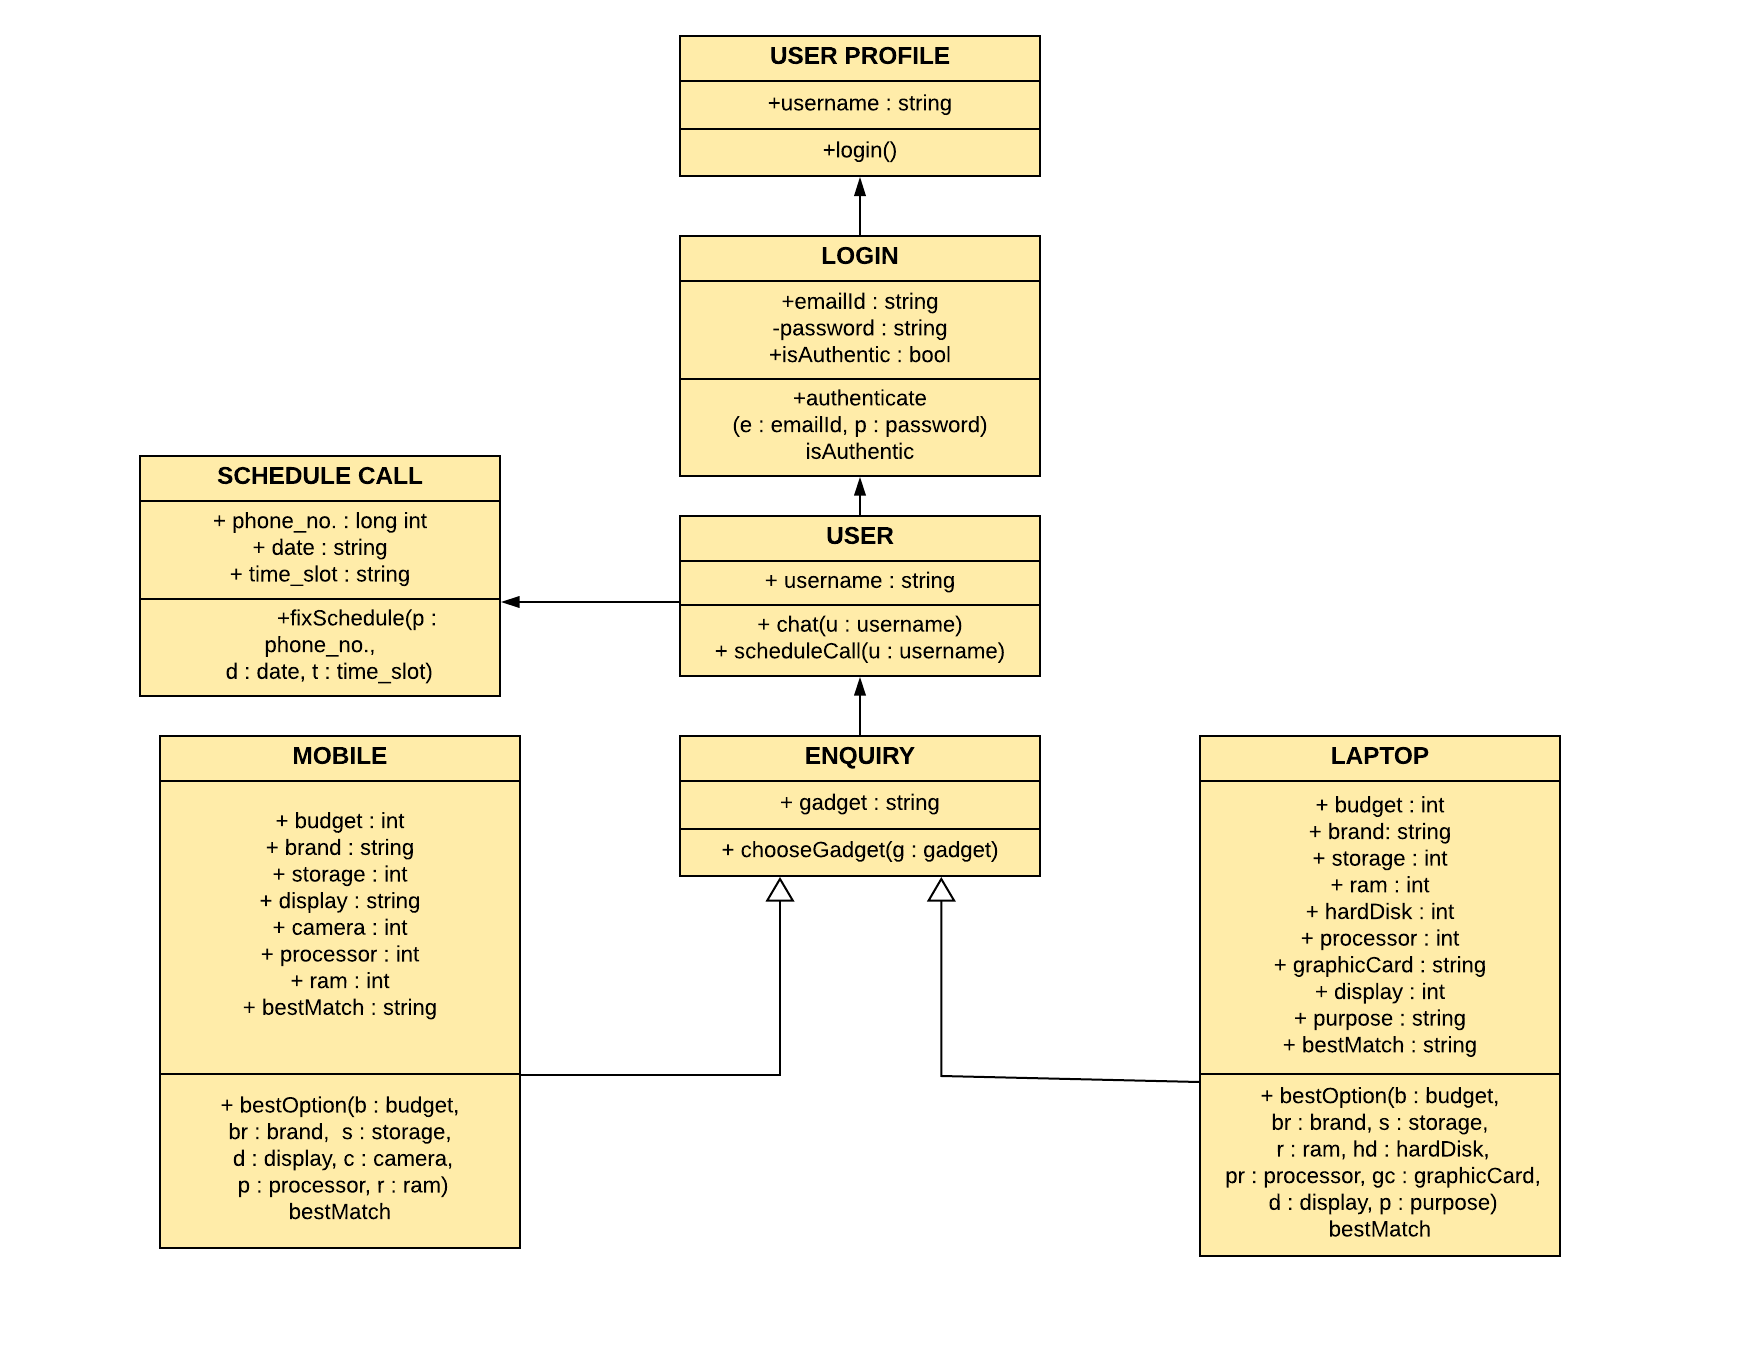 USER PROFILE
+username : string
+login()
LOGIN
+emailId : string
-password : string
+isAuthentic : bool
+authenticate
(e : emailId, p : password)
isAuthentic
SCHEDULE CALL
+ phone_no. : long int
+ date : string
+ time_slot : string
+fixSchedule(p :
phone_no.,
d : date, t : time_slot)
USER
+ username : string
+ chat(u : username)
+ scheduleCall(u : username)
MOBILE
+ budget : int
+ brand : string
+ storage : int
+ display : string
+ camera : int
+ processor : int
+ ram : int
+ bestMatch : string
+ bestOption(b : budget,
br : brand,  s : storage,
d : display, c : camera,
p : processor, r : ram)
bestMatch
ENQUIRY
+ gadget : string
+ chooseGadget(g : gadget)
LAPTOP
+ budget : int
+ brand: string
+ storage : int
+ ram : int
+ hardDisk : int
+ processor : int
+ graphicCard : string
+ display : int
+ purpose : string
+ bestMatch : string
+ bestOption(b : budget,
br : brand, s : storage,
r : ram, hd : hardDisk,
pr : processor, gc : graphicCard,
d : display, p : purpose)
bestMatch